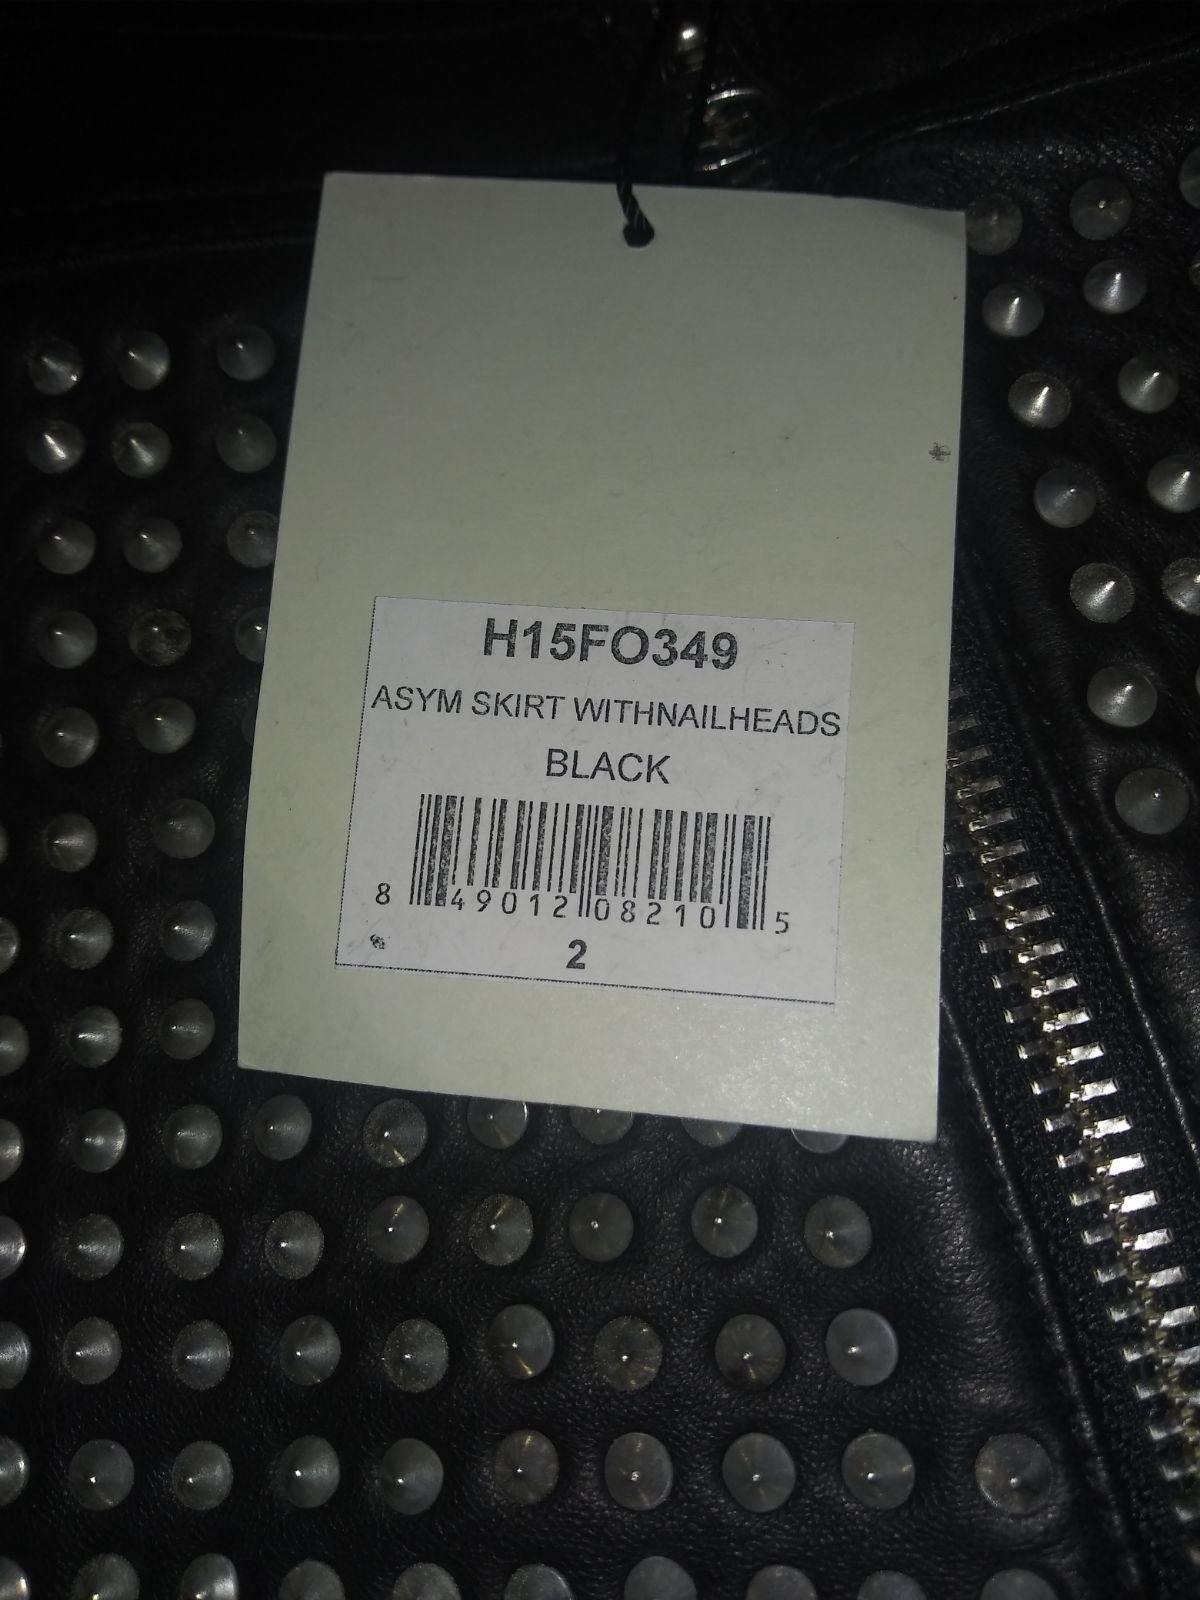 H15FO349
ASYM SKIRT WITHNAILHEADS
BLACK
8 49012 08210 5
2